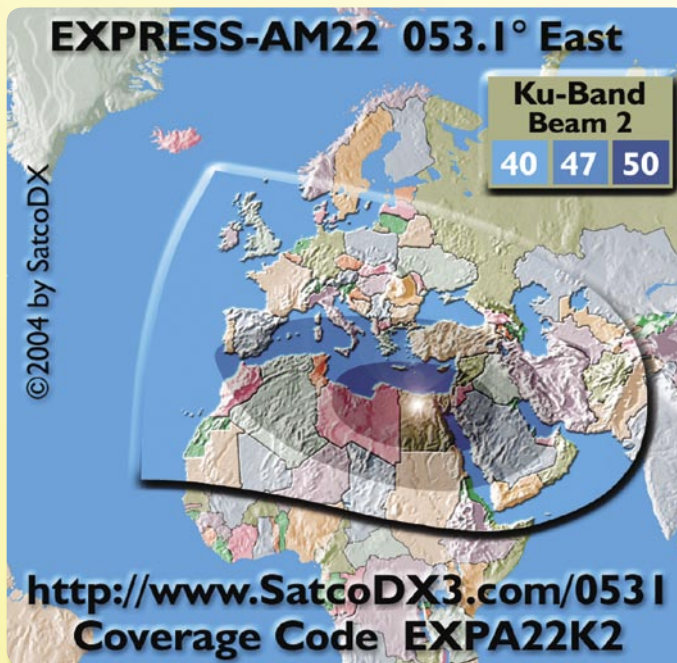 EXPRESS-AM22 053.1° East
Ku-Band
Beam 2
40 47 50
©2004 by SatcoDX
http://www.SatcoDX3.com/0531
Coverage Code EXPA22K2